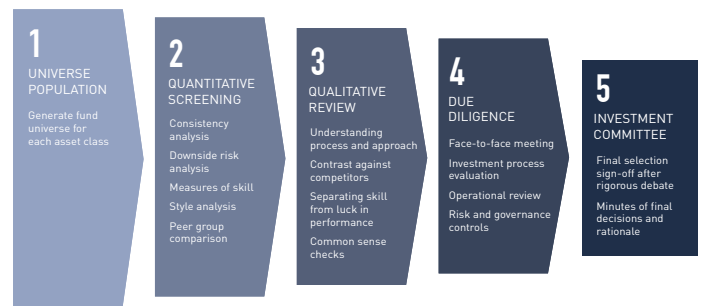 1
UNIVERSE
POPULATION
Generate fund
universe for
each asset class
2
QUANTITATIVE
SCREENING
Consistency
analysis
Downside risk
analysis
Measures of skill
Style analysis
Peer group
comparison
3
QUALITATIVE
REVIEW
Understanding
process and approach
Contrast against
competitors
Separating skill
from luck in
performance
Common sense
checks
4
DUE
DILIGENCE
Face-to-face meeting
Investment process
evaluation
Operational review
Risk and governance
controls
5
INVESTMENT
COMMITTEE
Final selection
sign-off after
rigorous debate
Minutes of final
decisions and
rationale